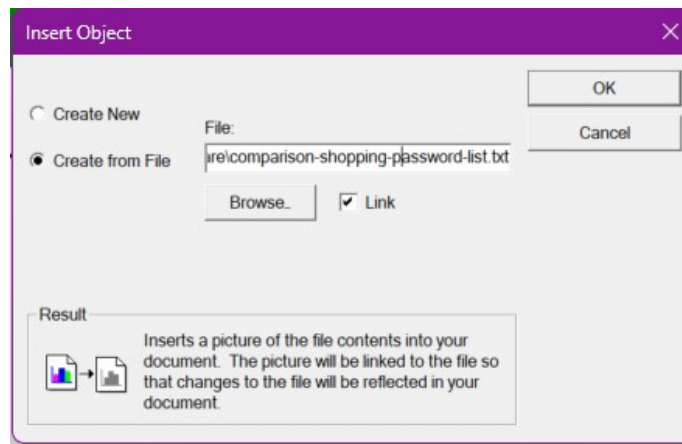 Insert Object
Create New
Create from File
File:
are\comparison-shopping-password-list.txt
Browse..
Link
OK
Cancel
Result
Inserts a picture of the file contents into your
document. The picture will be linked to the file so
that changes to the file will be reflected in your
document.